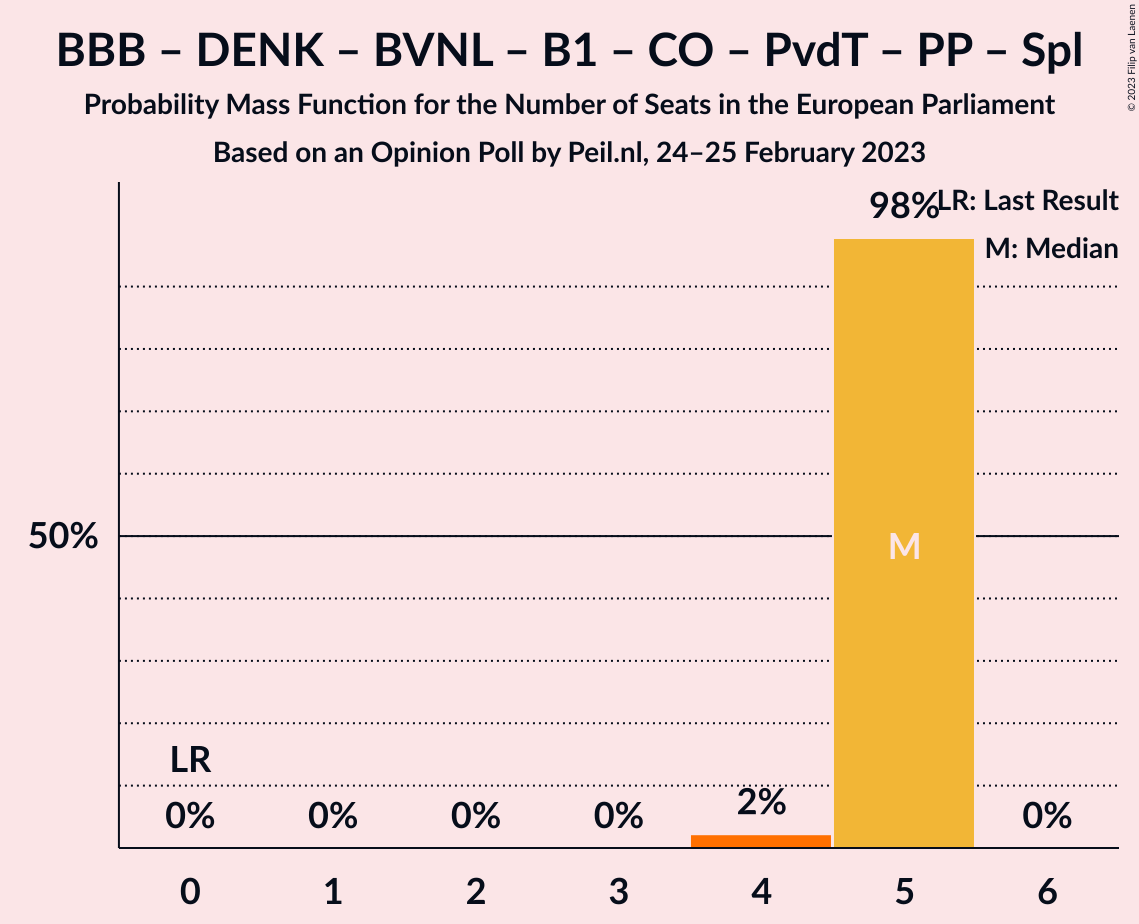 BBB – DENK – BVNL – B1 – CO – PvdT – PP – Spl
Probability Mass Function for the Number of Seats in the European Parliament
Based on an Opinion Poll by Peil.nl, 24–25 February 2023
© 2023 Filip van Laenen
98%
LR: Last Result
M: Median
50%
M
LR
0%
0%
0%
0%
2%
0%
0
1
2
3
4
5
6